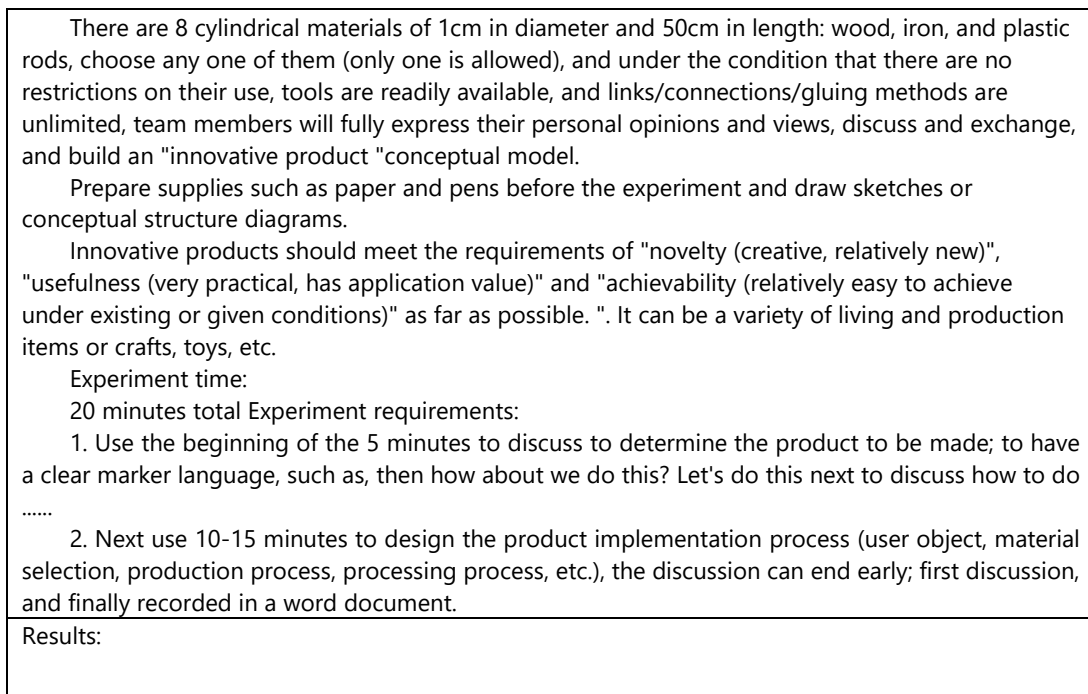 There are 8 cylindrical materials of 1cm in diameter and 50cm in length: wood, iron, and plastic
rods, choose any one of them (only one is allowed), and under the condition that there are no
restrictions on their use, tools are readily available, and links/connections/gluing methods are
unlimited, team members will fully express their personal opinions and views, discuss and exchange,
and build an "innovative product "conceptual model.
Prepare supplies such as paper and pens before the experiment and draw sketches or
conceptual structure diagrams.
Innovative products should meet the requirements of "novelty (creative, relatively new)",
"usefulness (very practical, has application value)" and "achievability (relatively easy to achieve
under existing or given conditions)" as far as possible. ". It can be a variety of living and production
items or crafts, toys, etc.
Experiment time:
20 minutes total Experiment requirements:
1. Use the beginning of the 5 minutes to discuss to determine the product to be made; to have
a clear marker language, such as, then how about we do this? Let's do this next to discuss how to do
......
2. Next use 10-15 minutes to design the product implementation process (user object, material
selection, production process, processing process, etc.), the discussion can end early; first discussion,
and finally recorded in a word document.
Results: